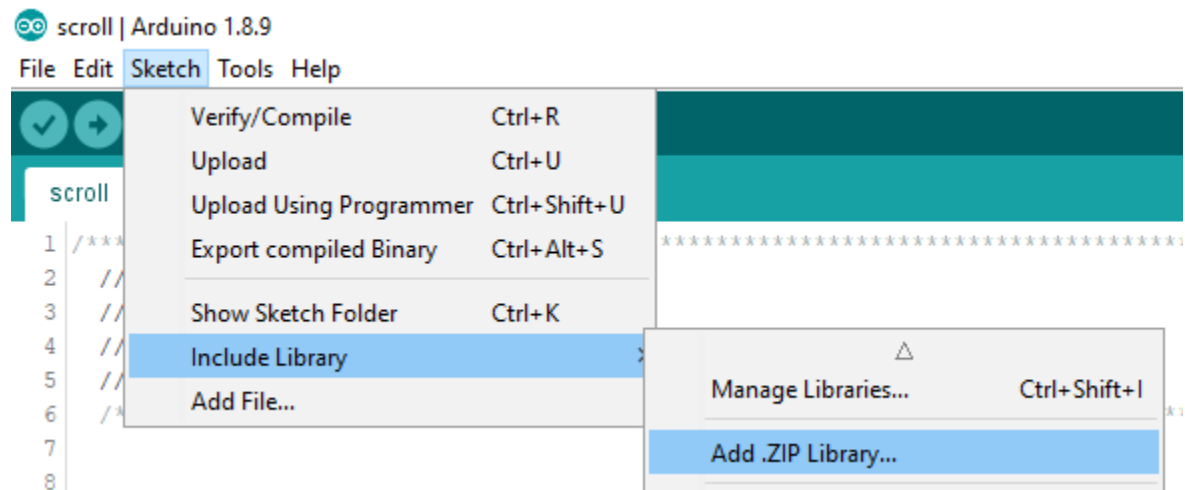 scroll | Arduino 1.8.9
File Edit Sketch Tools Help
Verify/Compile Ctrl+R
Upload Ctrl+U
scroll
Upload Using Programmer Ctrl+Shift+U
1 /***
Export compiled Binary Ctrl+Alt+S
**************************************
2 //
3 //
Show Sketch Folder Ctrl+K
4 //
Include Library
5 //
Manage Libraries... Ctrl+Shift+I
Add File...
6 /*
7
Add .ZIP Library...
8